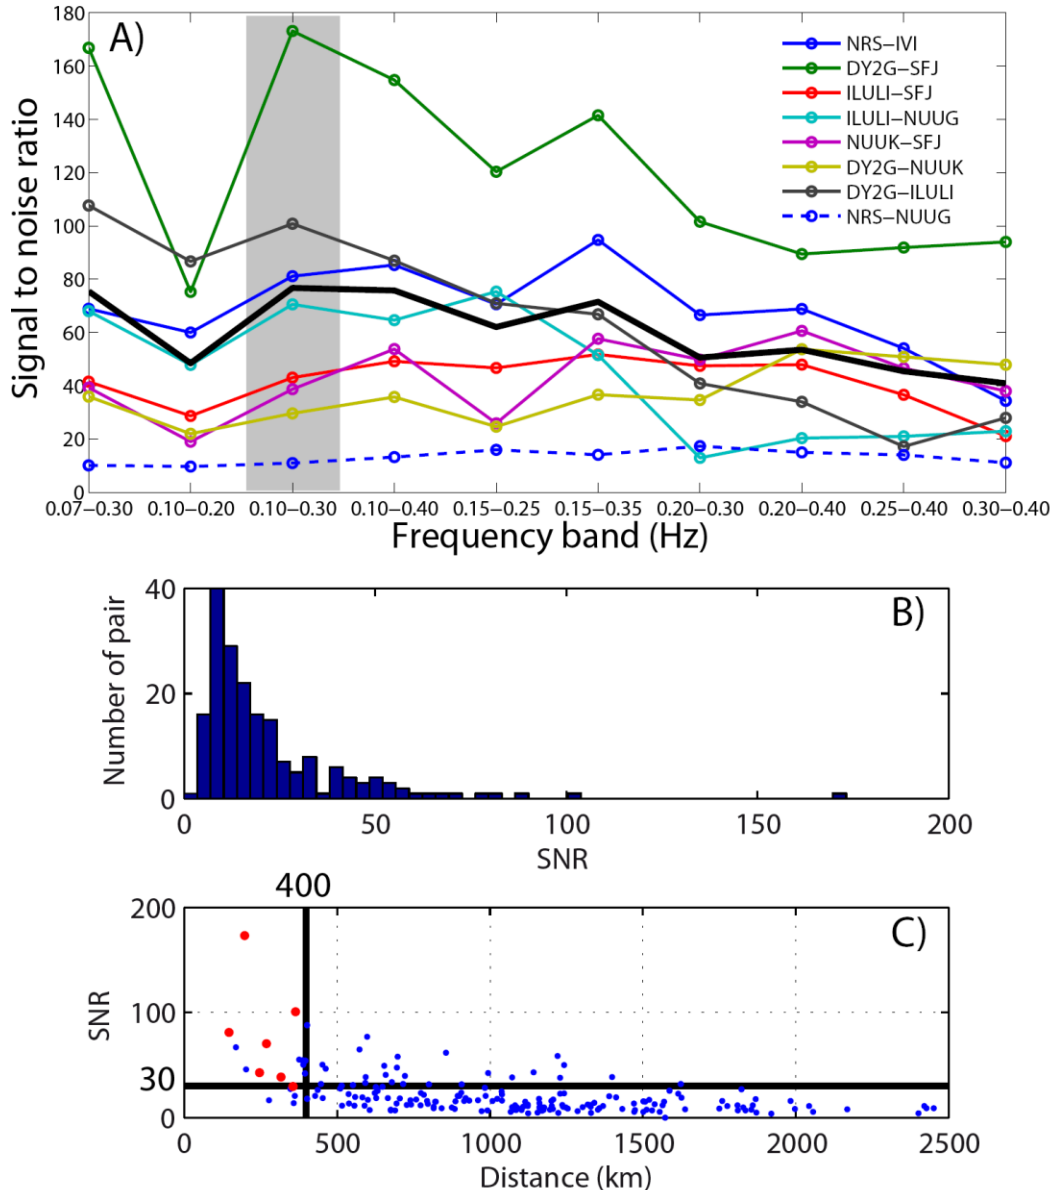 180
A)
160
140
120
100
80
60
40
20
0
Signal to noise ratio
NRS–IVI
DY2G–SFJ
ILULI–SFJ
ILULI–NUUG
NUUK–SFJ
DY2G–NUUK
DY2G–ILULI
NRS–NUUG
0.07–0.30 0.10–0.20 0.10–0.30 0.10–0.40 0.15–0.25 0.15–0.35 0.20–0.30 0.20–0.40 0.25–0.40 0.30–0.40
Frequency band (Hz)
40
B)
20
0
Number of pair
0 50 100 150 200
SNR
400
200
C)
100
30
0
SNR
0 500 1000 1500 2000 2500
Distance (km)